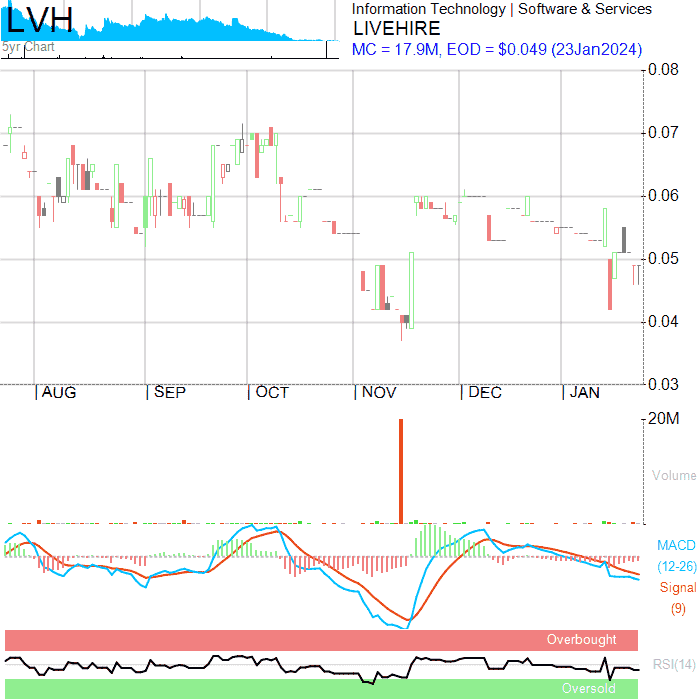 LVH
5yr Chart
Information Technology | Software & Services
LIVEHIRE
MC = 17.9M, EOD = $0.049 (23Jan2024)
0.08
0.07
0.06
0.05
0.04
0.03
| AUG | SEP | OCT | NOV | DEC | JAN
20M
Volume
MACD
(12-26)
Signal
(9)
Overbought
RSI(14)
Oversold